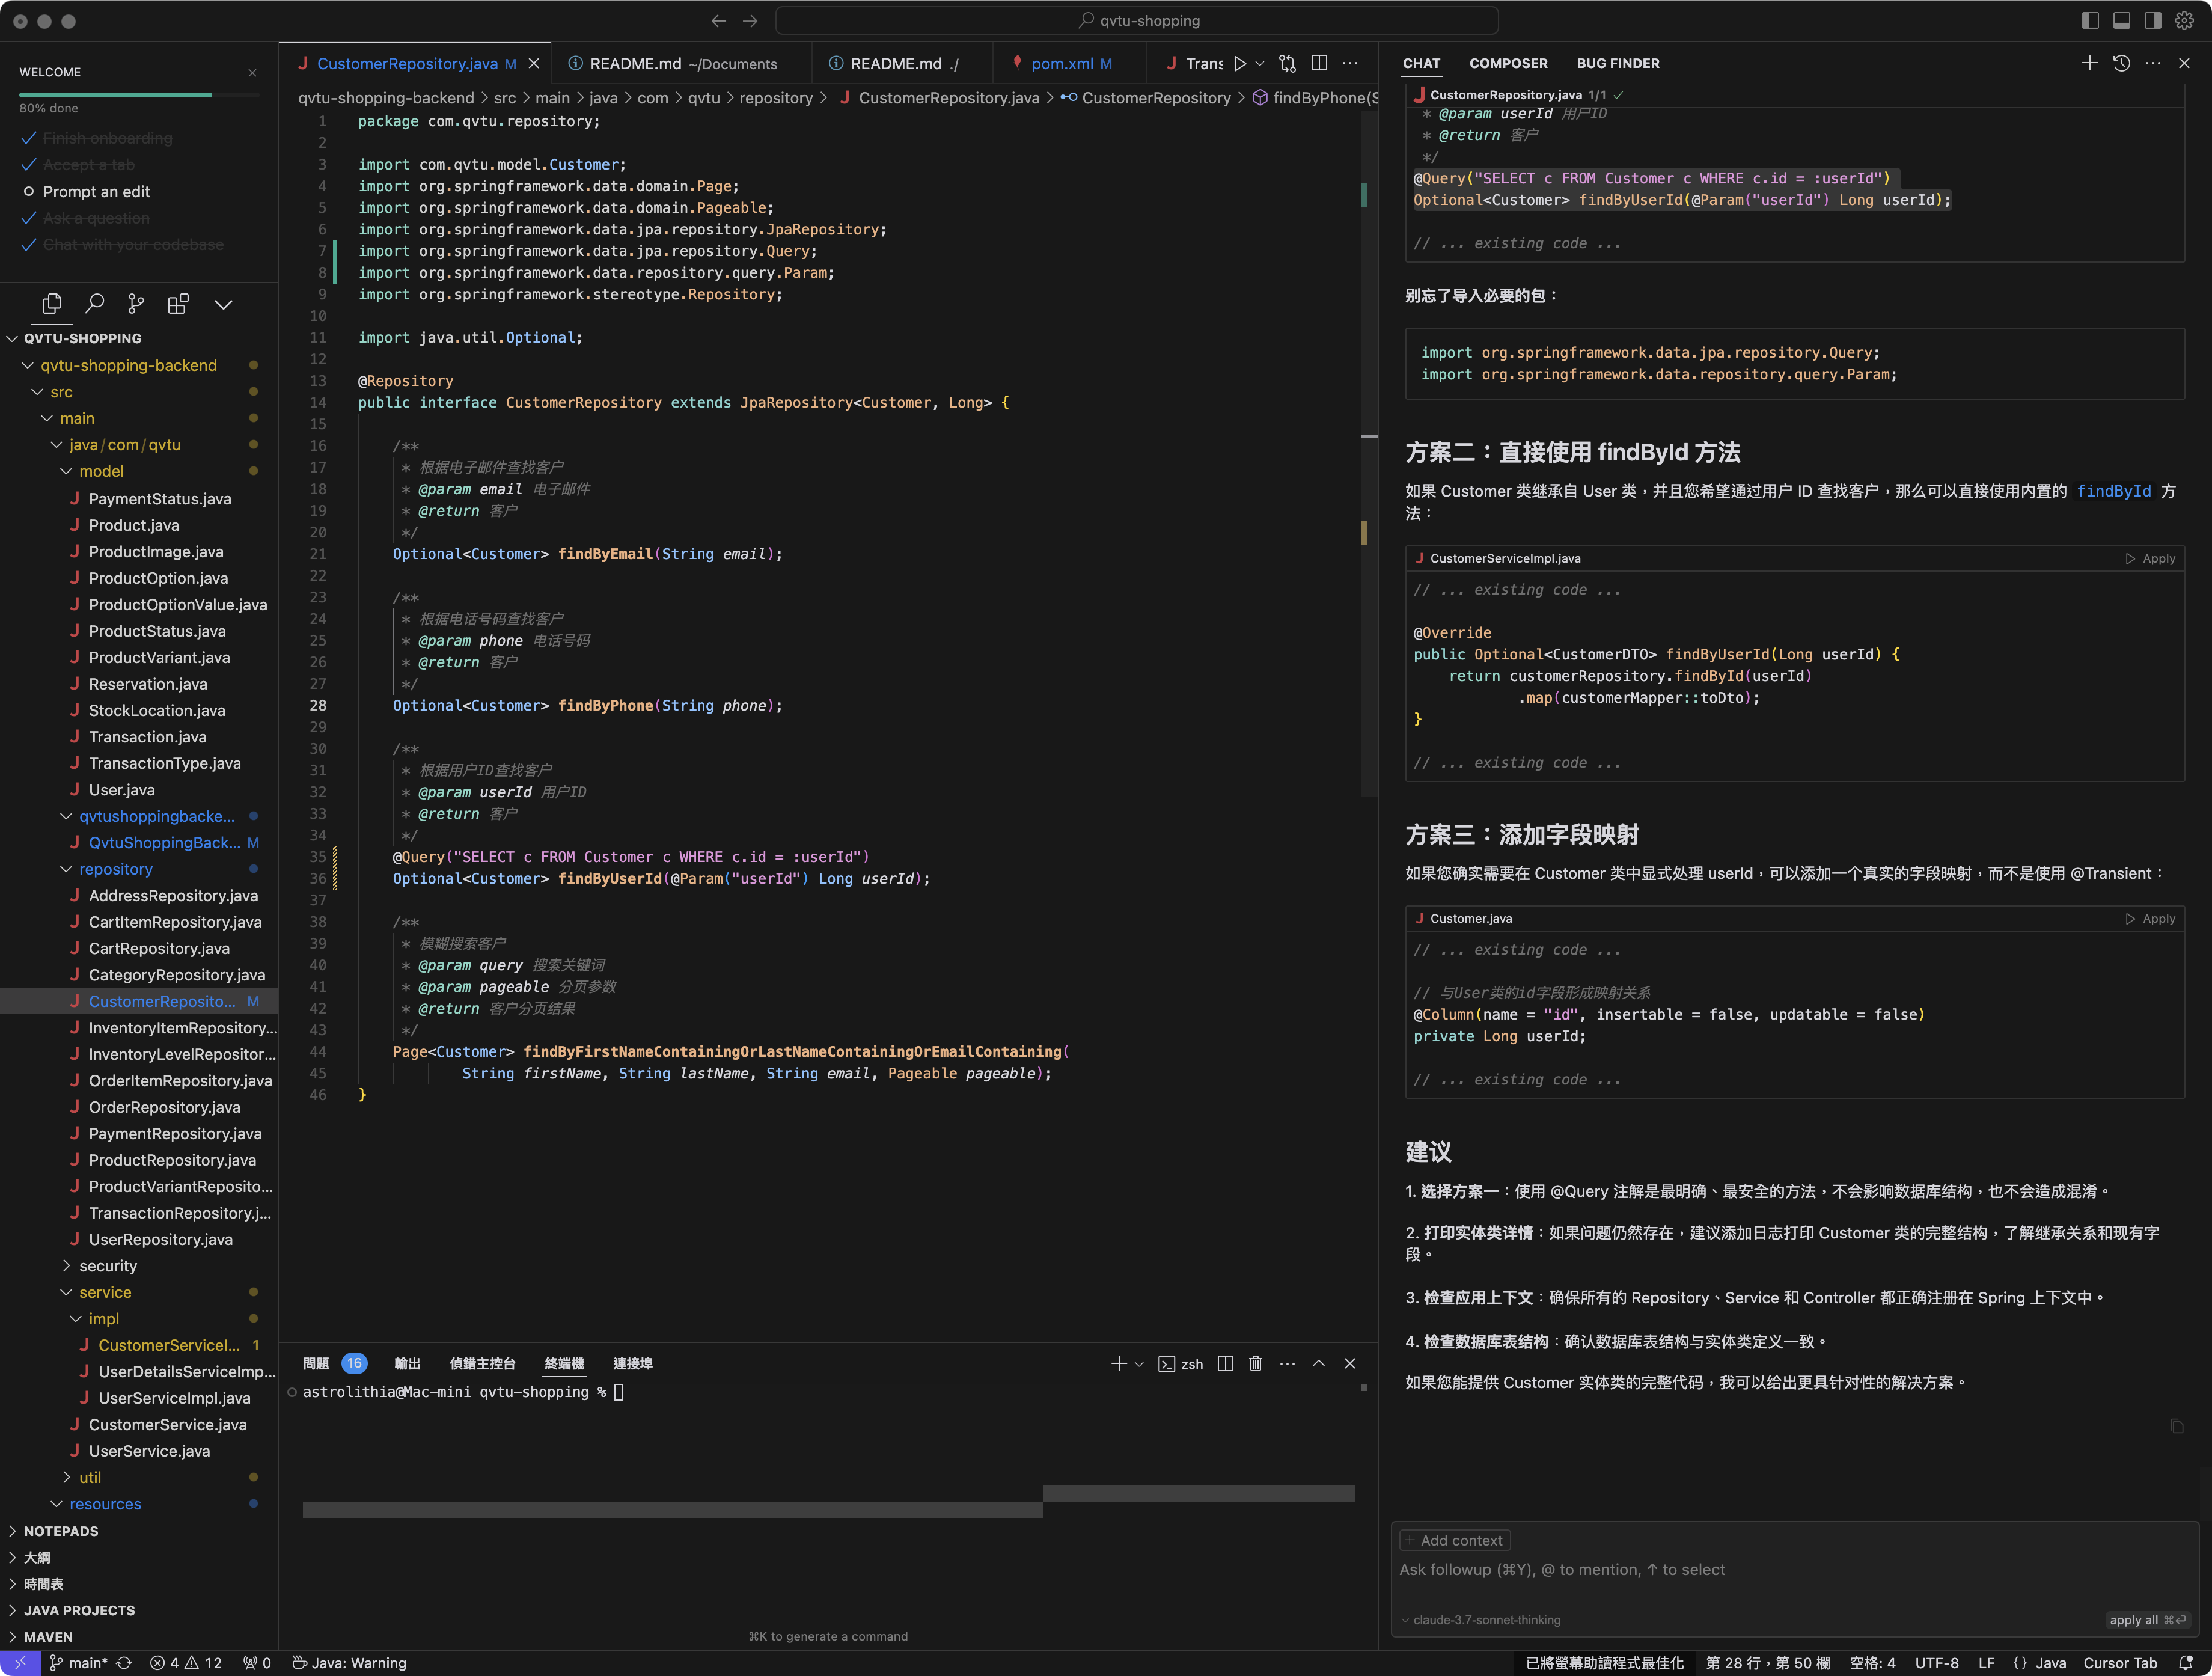 qvtu-shopping
WELCOME
80% done
Finish onboarding
Accept a tab
Prompt an edit
Ask a question
Chat with your codebase
QVTU-SHOPPING
qvtu-shopping-backend
src
main
java/com/qvtu
model
PaymentStatus.java
Product.java
ProductImage.java
ProductOption.java
ProductOptionValue.java
ProductStatus.java
ProductVariant.java
Reservation.java
StockLocation.java
Transaction.java
TransactionType.java
User.java
qvtushoppingbacke...
QvtuShoppingBack... M
repository
AddressRepository.java
CartItemRepository.java
CartRepository.java
CategoryRepository.java
CustomerReposito... M
InventoryItemRepository...
InventoryLevelRepositor...
OrderItemRepository.java
OrderRepository.java
PaymentRepository.java
ProductRepository.java
ProductVariantReposito...
TransactionRepository.j...
UserRepository.java
security
service
impl
CustomerServiceI... 1
UserDetailsServiceImp...
UserServiceImpl.java
CustomerService.java
UserService.java
util
resources
NOTEPADS
大綱
時間表
JAVA PROJECTS
MAVEN
CustomerRepository.java M
README.md ~/Documents
README.md ./
pom.xml M
Trans
qvtu-shopping-backend > src > main > java > com > qvtu > repository > CustomerRepository.java > CustomerRepository > findByPhone(S
1 package com.qvtu.repository;
2
3 import com.qvtu.model.Customer;
4 import org.springframework.data.domain.Page;
5 import org.springframework.data.domain.Pageable;
6 import org.springframework.data.jpa.repository.JpaRepository;
7 import org.springframework.data.jpa.repository.Query;
8 import org.springframework.data.repository.query.Param;
9 import org.springframework.stereotype.Repository;
10
11 import java.util.Optional;
12
13 @Repository
14 public interface CustomerRepository extends JpaRepository<Customer, Long> {
15
16 /**
17 * 根据电子邮件查找客户
18 * @param email 电子邮件
19 * @return 客户
20 */
21 Optional<Customer> findByEmail(String email);
22
23 /**
24 * 根据电话号码查找客户
25 * @param phone 电话号码
26 * @return 客户
27 */
28 Optional<Customer> findByPhone(String phone);
29
30 /**
31 * 根据用户ID查找客户
32 * @param userId 用户ID
33 * @return 客户
34 */
35 @Query("SELECT c FROM Customer c WHERE c.id = :userId")
36 Optional<Customer> findByUserId(@Param("userId") Long userId);
37
38 /**
39 * 模糊搜索客户
40 * @param query 搜索关键词
41 * @param pageable 分页参数
42 * @return 客户分页结果
43 */
44 Page<Customer> findByFirstNameContainingOrLastNameContainingOrEmailContaining(
45 String firstName, String lastName, String email, Pageable pageable);
46 }
問題 16 輸出 偵錯主控台 終端機 連接埠
zsh
astrolithia@Mac-mini qvtu-shopping %
⌘K to generate a command
CHAT COMPOSER BUG FINDER
CustomerRepository.java 1/1
* @param userId 用户ID
* @return 客户
*/
@Query("SELECT c FROM Customer c WHERE c.id = :userId")
Optional<Customer> findByUserId(@Param("userId") Long userId);
// ... existing code ...
别忘了导入必要的包：
import org.springframework.data.jpa.repository.Query;
import org.springframework.data.repository.query.Param;
方案二：直接使用 findById 方法
如果 Customer 类继承自 User 类，并且您希望通过用户 ID 查找客户，那么可以直接使用内置的 findById 方
法：
CustomerServiceImpl.java Apply
// ... existing code ...
@Override
public Optional<CustomerDTO> findByUserId(Long userId) {
return customerRepository.findById(userId)
.map(customerMapper::toDto);
}
// ... existing code ...
方案三：添加字段映射
如果您确实需要在 Customer 类中显式处理 userId，可以添加一个真实的字段映射，而不是使用 @Transient：
Customer.java Apply
// ... existing code ...
// 与User类的id字段形成映射关系
@Column(name = "id", insertable = false, updatable = false)
private Long userId;
// ... existing code ...
建议
1. 选择方案一：使用 @Query 注解是最明确、最安全的方法，不会影响数据库结构，也不会造成混淆。
2. 打印实体类详情：如果问题仍然存在，建议添加日志打印 Customer 类的完整结构，了解继承关系和现有字
段。
3. 检查应用上下文：确保所有的 Repository、Service 和 Controller 都正确注册在 Spring 上下文中。
4. 检查数据库表结构：确认数据库表结构与实体类定义一致。
如果您能提供 Customer 实体类的完整代码，我可以给出更具针对性的解决方案。
+ Add context
Ask followup (⌘Y), @ to mention, ↑ to select
claude-3.7-sonnet-thinking
apply all ⌘⏎
main* 4 12 0 Java: Warning
已將螢幕助讀程式最佳化 第 28 行，第 50 欄 空格: 4 UTF-8 LF {} Java Cursor Tab